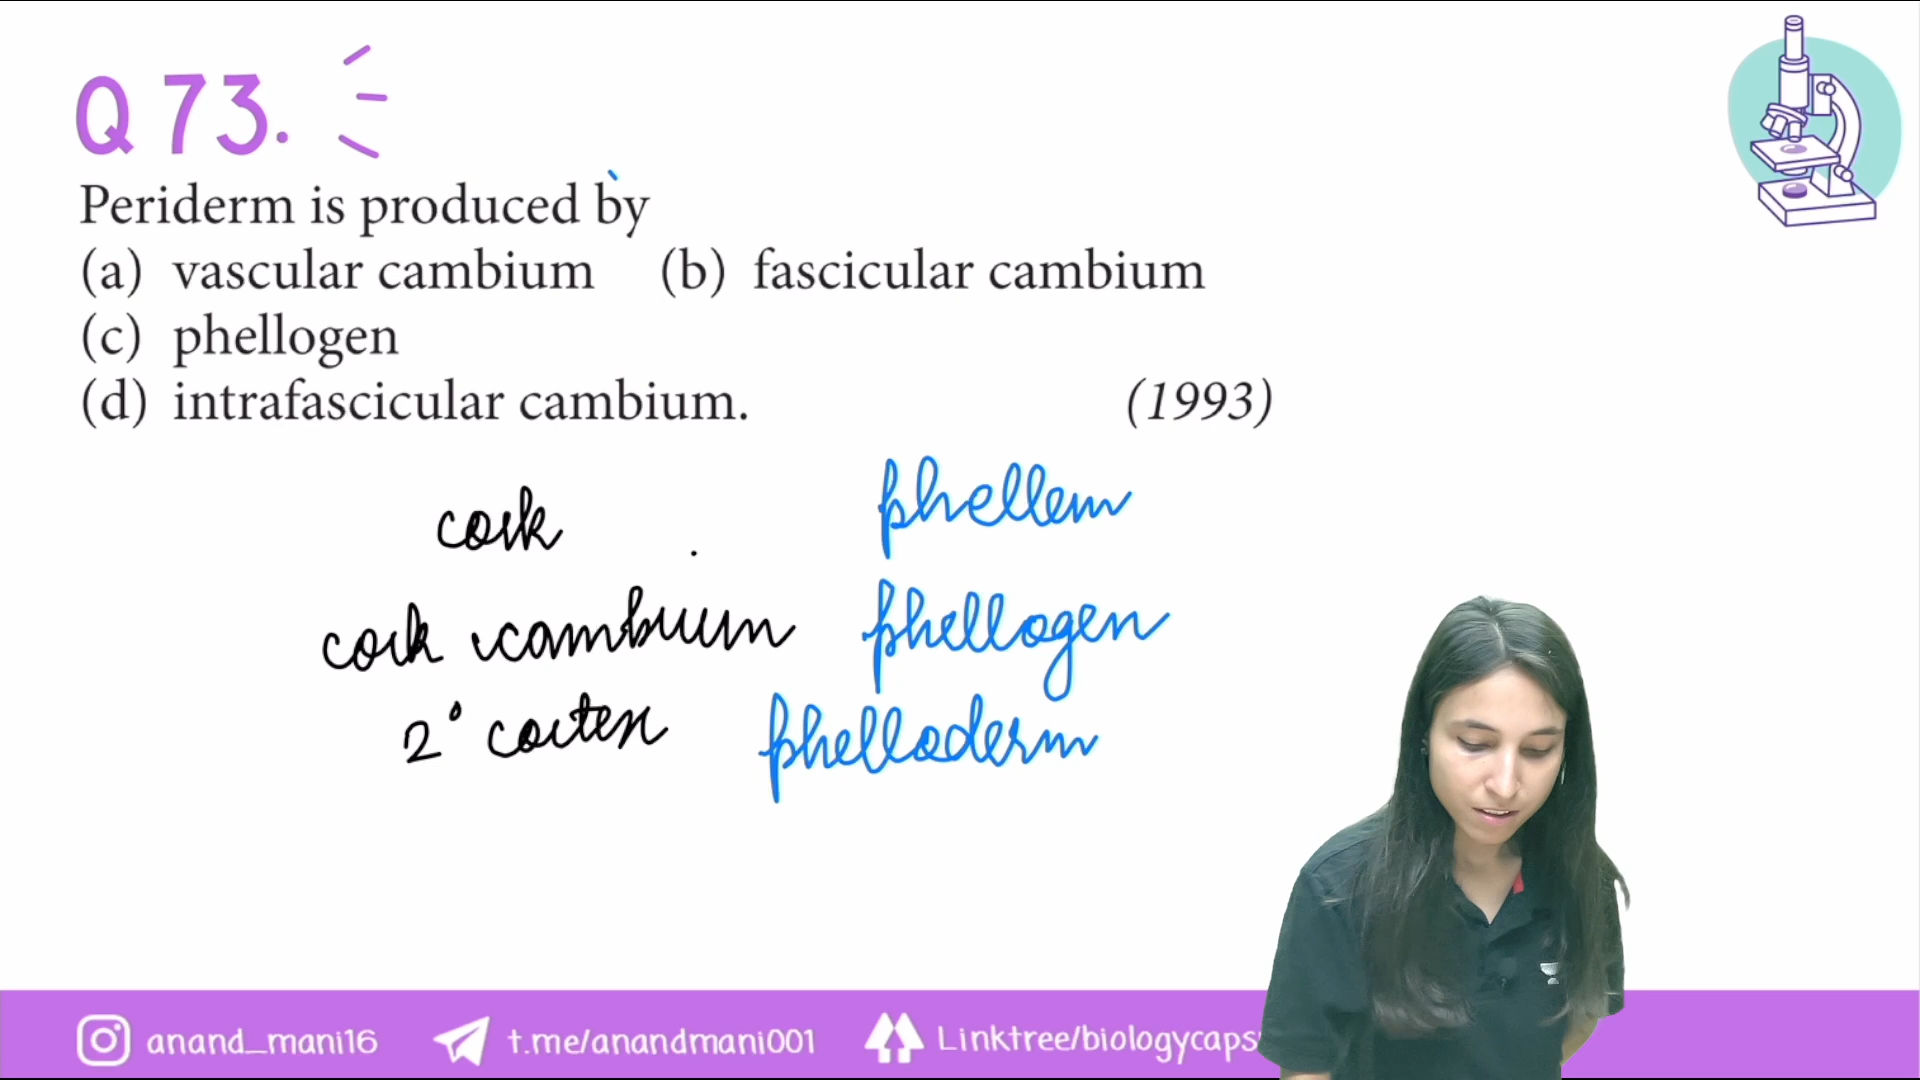 Q 73.
Periderm is produced by
(a) vascular cambium (b) fascicular cambium
(c) phellogen
(d) intrafascicular cambium. (1993)
cork phellem
cork cambium phellogen
2° cortex phelloderm
anand_mani16 t.me/anandmani001 Linktree/biologycaps